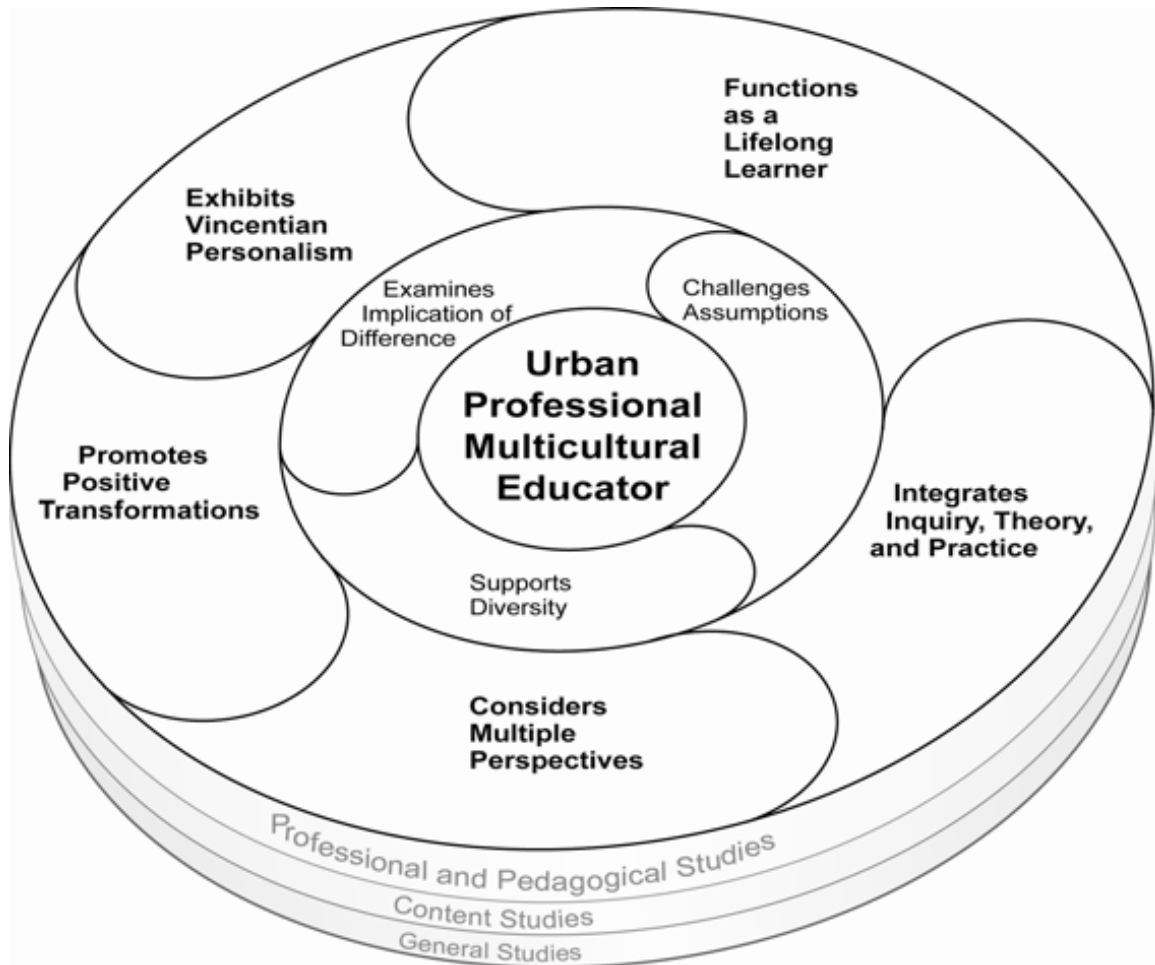 Functions
as a
Lifelong
Learner
Exhibits
Vincentian
Personalism
Examines
Implication of
Difference
Challenges
Assumptions
Urban
Professional
Multicultural
Educator
Promotes
Positive
Transformations
Integrates
Inquiry, Theory,
and Practice
Supports
Diversity
Considers
Multiple
Perspectives
Professional and Pedagogical Studies
Content Studies
General Studies